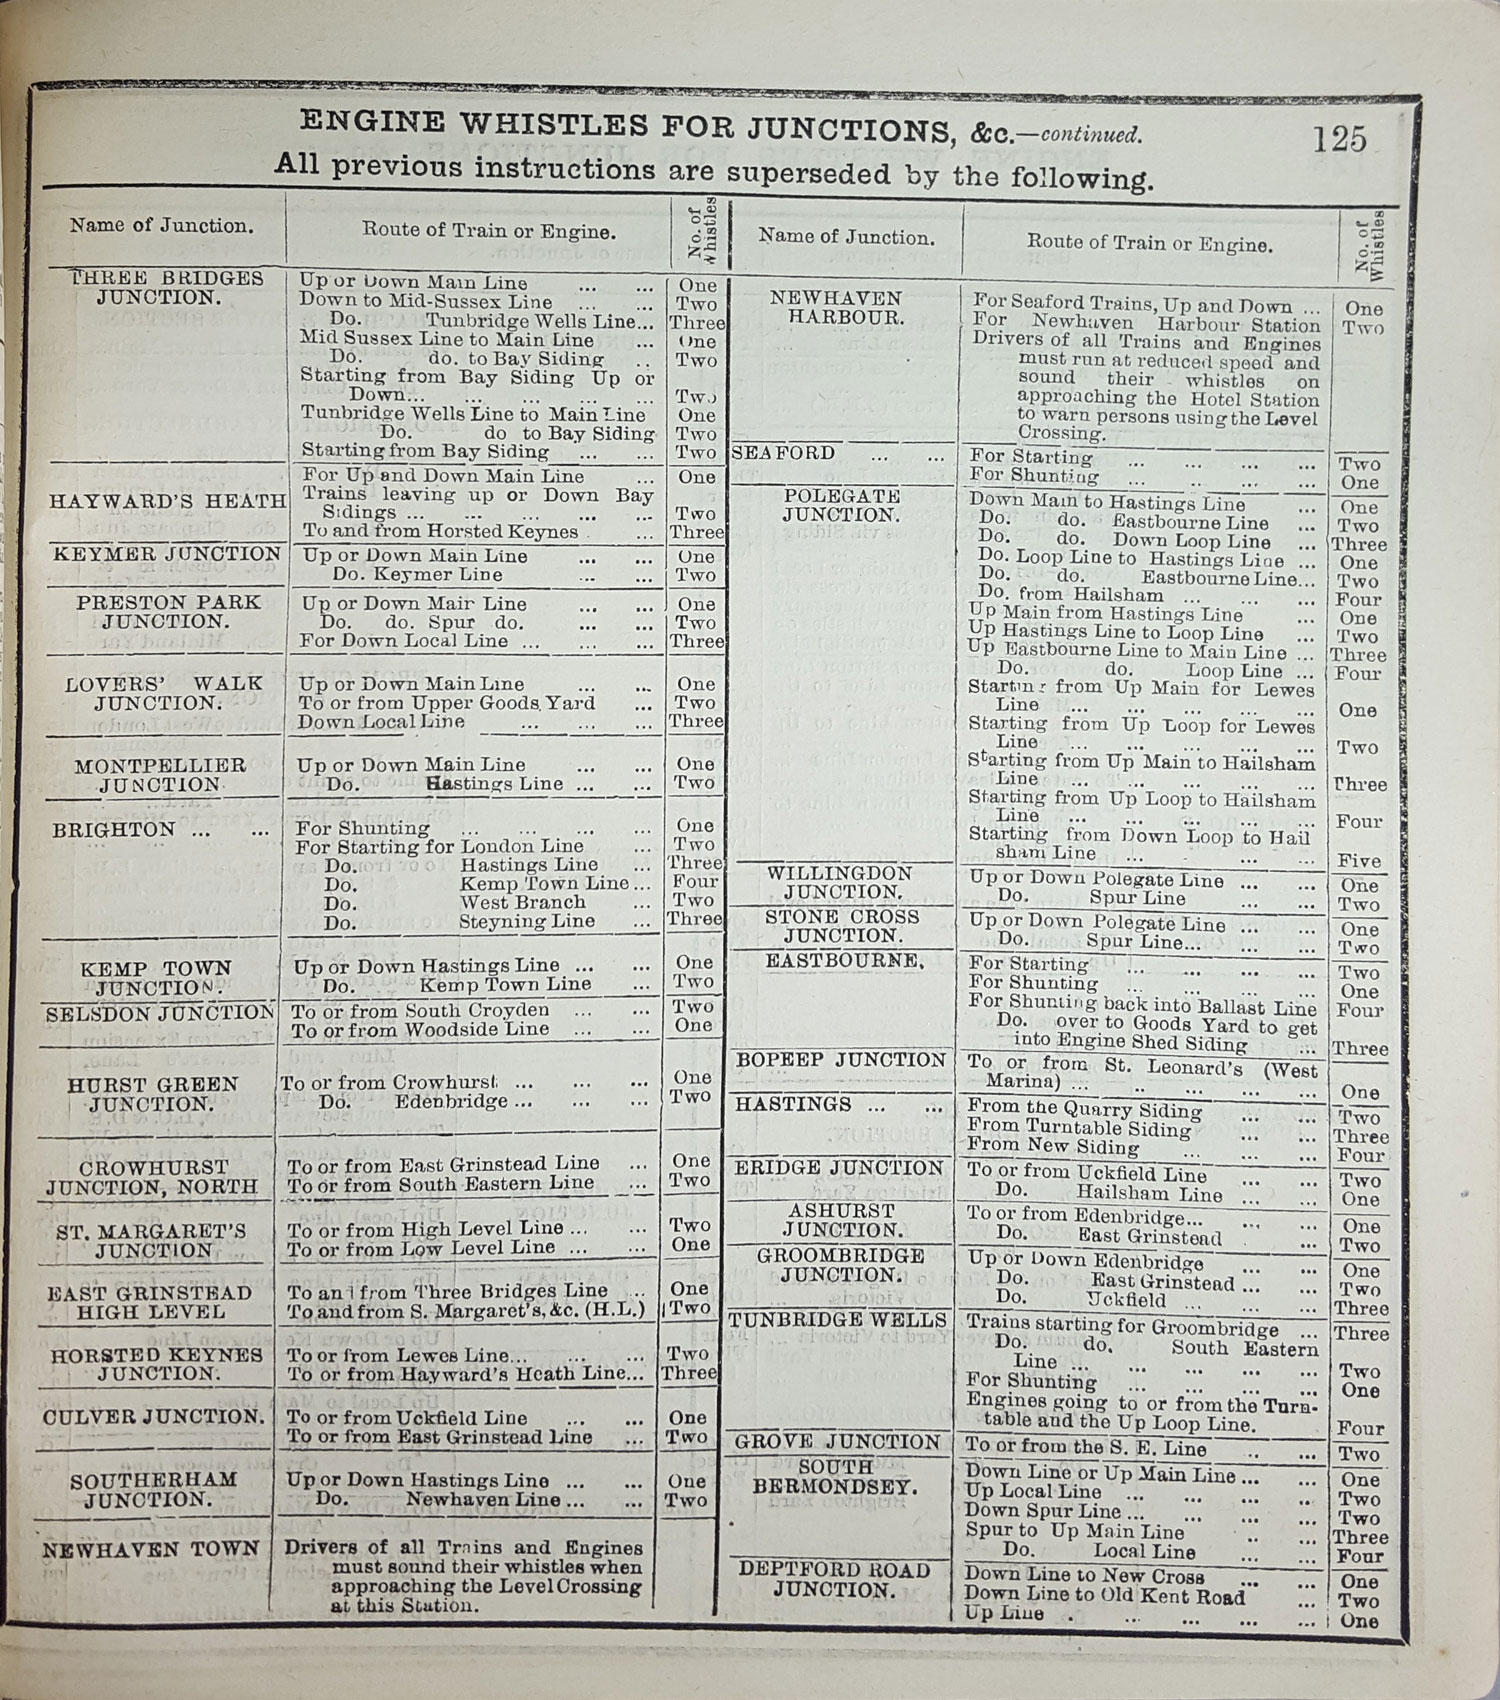 ENGINE WHISTLES FOR JUNCTIONS, &c.—continued. 125
All previous instructions are superseded by the following.
Name of Junction. Route of Train or Engine. No. of Whistles
THREE BRIDGES Up or Down Main Line ... ... One
JUNCTION. Down to Mid-Sussex Line ... ... Two
Do. Tunbridge Wells Line... Three
Mid Sussex Line to Main Line ... One
Do. do. to Bay Siding .. Two
Starting from Bay Siding Up or
Down... ... ... ... ... Two
Tunbridge Wells Line to Main Line One
Do. do to Bay Siding Two
Starting from Bay Siding ... ... Two
For Up and Down Main Line ... One
HAYWARD'S HEATH Trains leaving up or Down Bay
Sidings ... ... ... ... ... Two
To and from Horsted Keynes . ... Three
KEYMER JUNCTION Up or Down Main Line ... ... One
Do. Keymer Line ... ... Two
PRESTON PARK Up or Down Main Line ... ... One
JUNCTION. Do. do. Spur do. ... ... Two
For Down Local Line ... ... ... Three
LOVERS' WALK Up or Down Main Line ... ... One
JUNCTION. To or from Upper Goods Yard ... Two
Down Local Line ... ... ... Three
MONTPELLIER Up or Down Main Line ... ... One
JUNCTION Do. Hastings Line ... ... Two
BRIGHTON ... ... For Shunting ... ... ... ... One
For Starting for London Line ... Two
Do. Hastings Line ... Three
Do. Kemp Town Line... Four
Do. West Branch ... Two
Do. Steyning Line ... Three
KEMP TOWN Up or Down Hastings Line ... ... One
JUNCTION. Do. Kemp Town Line ... Two
SELSDON JUNCTION To or from South Croyden ... ... Two
To or from Woodside Line ... ... One
HURST GREEN To or from Crowhurst ... ... ... One
JUNCTION. Do. Edenbridge ... ... ... Two
CROWHURST To or from East Grinstead Line ... One
JUNCTION, NORTH To or from South Eastern Line ... Two
ST. MARGARET'S To or from High Level Line ... ... Two
JUNCTION To or from Low Level Line ... ... One
EAST GRINSTEAD To and from Three Bridges Line .. One
HIGH LEVEL To and from S. Margaret's, &c. (H.L.) Two
HORSTED KEYNES To or from Lewes Line... ... ... Two
JUNCTION. To or from Hayward's Heath Line... Three
CULVER JUNCTION. To or from Uckfield Line ... ... One
To or from East Grinstead Line ... Two
SOUTHERHAM Up or Down Hastings Line ... ... One
JUNCTION. Do. Newhaven Line ... ... Two
NEWHAVEN TOWN Drivers of all Trains and Engines
must sound their whistles when
approaching the Level Crossing
at this Station.
Name of Junction. Route of Train or Engine. No. of Whistles
NEWHAVEN For Seaford Trains, Up and Down ... One
HARBOUR. For Newhaven Harbour Station Two
Drivers of all Trains and Engines
must run at reduced speed and
sound their whistles on
approaching the Hotel Station
to warn persons using the Level
Crossing.
SEAFORD ... ... For Starting ... ... ... ... Two
For Shunting ... .. ... ... One
POLEGATE Down Main to Hastings Line ... One
JUNCTION. Do. do. Eastbourne Line ... Two
Do. do. Down Loop Line ... Three
Do. Loop Line to Hastings Line ... One
Do. do. Eastbourne Line... Two
Do. from Hailsham ... ... ... Four
Up Main from Hastings Line ... One
Up Hastings Line to Loop Line ... Two
Up Eastbourne Line to Main Line ... Three
Do. do. Loop Line ... Four
Starting from Up Main for Lewes
Line ... ... ... ... ... One
Starting from Up Loop for Lewes
Line ... ... ... ... ... Two
Starting from Up Main to Hailsham
Line ... ... ... ... ... Three
Starting from Up Loop to Hailsham
Line ... ... ... ... ... Four
Starting from Down Loop to Hail
sham Line ... . ... ... Five
WILLINGDON Up or Down Polegate Line ... ... One
JUNCTION. Do. Spur Line ... ... Two
STONE CROSS Up or Down Polegate Line ... ... One
JUNCTION. Do. Spur Line... ... ... Two
EASTBOURNE, For Starting ... ... ... ... Two
For Shunting ... ... ... ... One
For Shunting back into Ballast Line Four
Do. over to Goods Yard to get
into Engine Shed Siding ... Three
BOPEEP JUNCTION To or from St. Leonard's (West
Marina) ... .. ... ... ... One
HASTINGS ... ... From the Quarry Siding ... ... Two
From Turntable Siding ... ... Three
From New Siding ... ... ... Four
ERIDGE JUNCTION To or from Uckfield Line ... ... Two
Do. Hailsham Line ... ... One
ASHURST To or from Edenbridge... ... ... One
JUNCTION. Do. East Grinstead . ... Two
GROOMBRIDGE Up or Down Edenbridge ... ... One
JUNCTION. Do. East Grinstead ... ... Two
Do. Uckfield ... ... ... Three
TUNBRIDGE WELLS Trains starting for Groombridge ... Three
Do. do. South Eastern
Line ... ... ... ... ... Two
For Shunting ... ... ... ... One
Engines going to or from the Turn-
table and the Up Loop Line. Four
GROVE JUNCTION To or from the S. E. Line .. ... Two
SOUTH Down Line or Up Main Line ... ... One
BERMONDSEY. Up Local Line ... ... ... .. Two
Down Spur Line ... ... ... ... Two
Spur to Up Main Line .. ... Three
Do. Local Line ... ... Four
DEPTFORD ROAD Down Line to New Cross ... ... One
JUNCTION. Down Line to Old Kent Road ... Two
Up Line . ... ... ... ... One